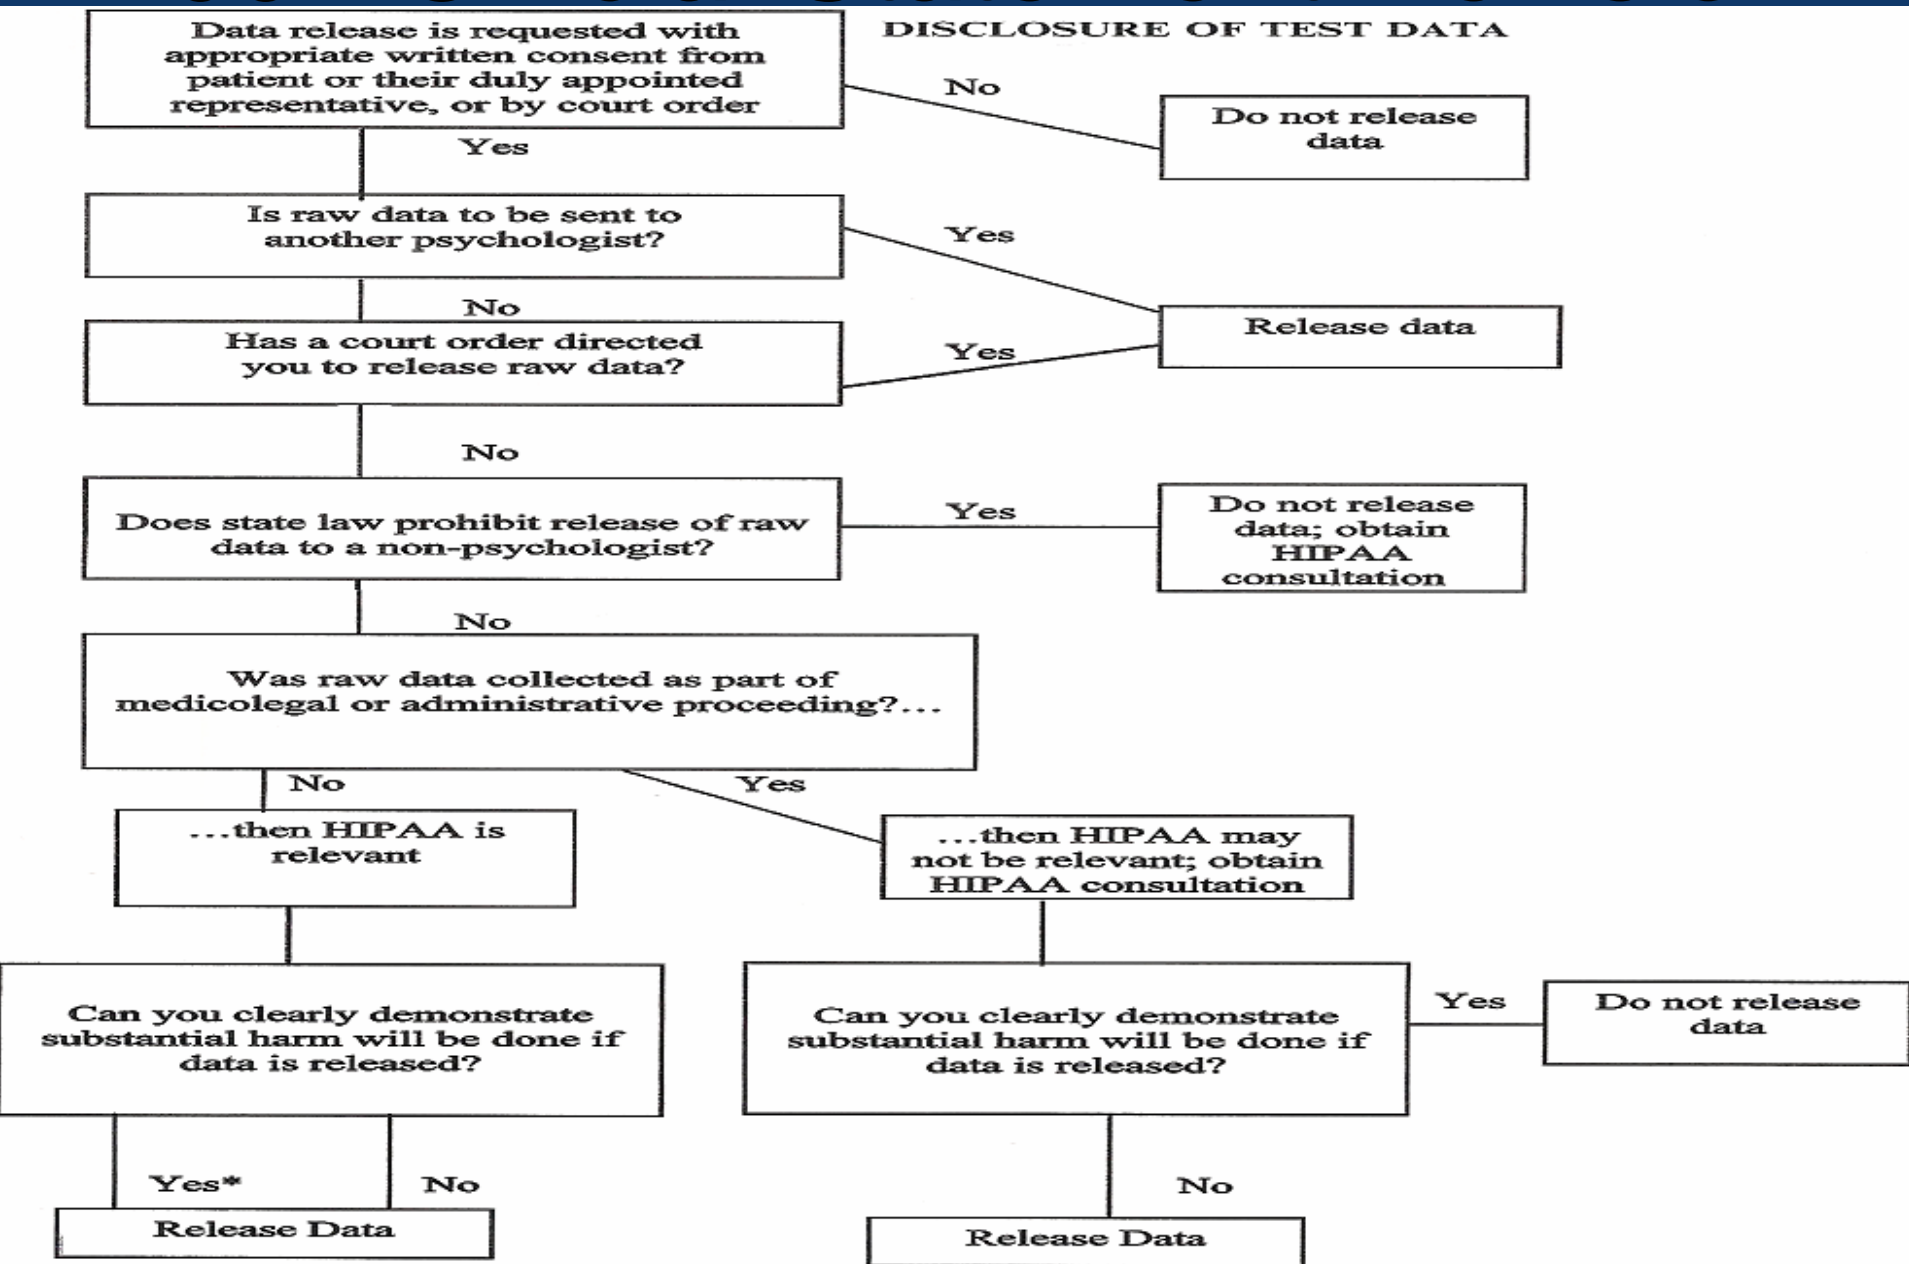 DISCLOSURE OF TEST DATA
Data release is requested with
appropriate written consent from
patient or their duly appointed
representative, or by court order
No
Do not release
data
Yes
Is raw data to be sent to
another psychologist?
Yes
Release data
No
Has a court order directed
you to release raw data?
Yes
No
Does state law prohibit release of raw
data to a non-psychologist?
Yes
Do not release
data; obtain
HIPAA
consultation
No
Was raw data collected as part of
medicolegal or administrative proceeding?...
No
Yes
...then HIPAA is
relevant
...then HIPAA may
not be relevant; obtain
HIPAA consultation
Can you clearly demonstrate
substantial harm will be done if
data is released?
Can you clearly demonstrate
substantial harm will be done if
data is released?
Yes
Do not release
data
Yes*
No
Release Data
No
Release Data